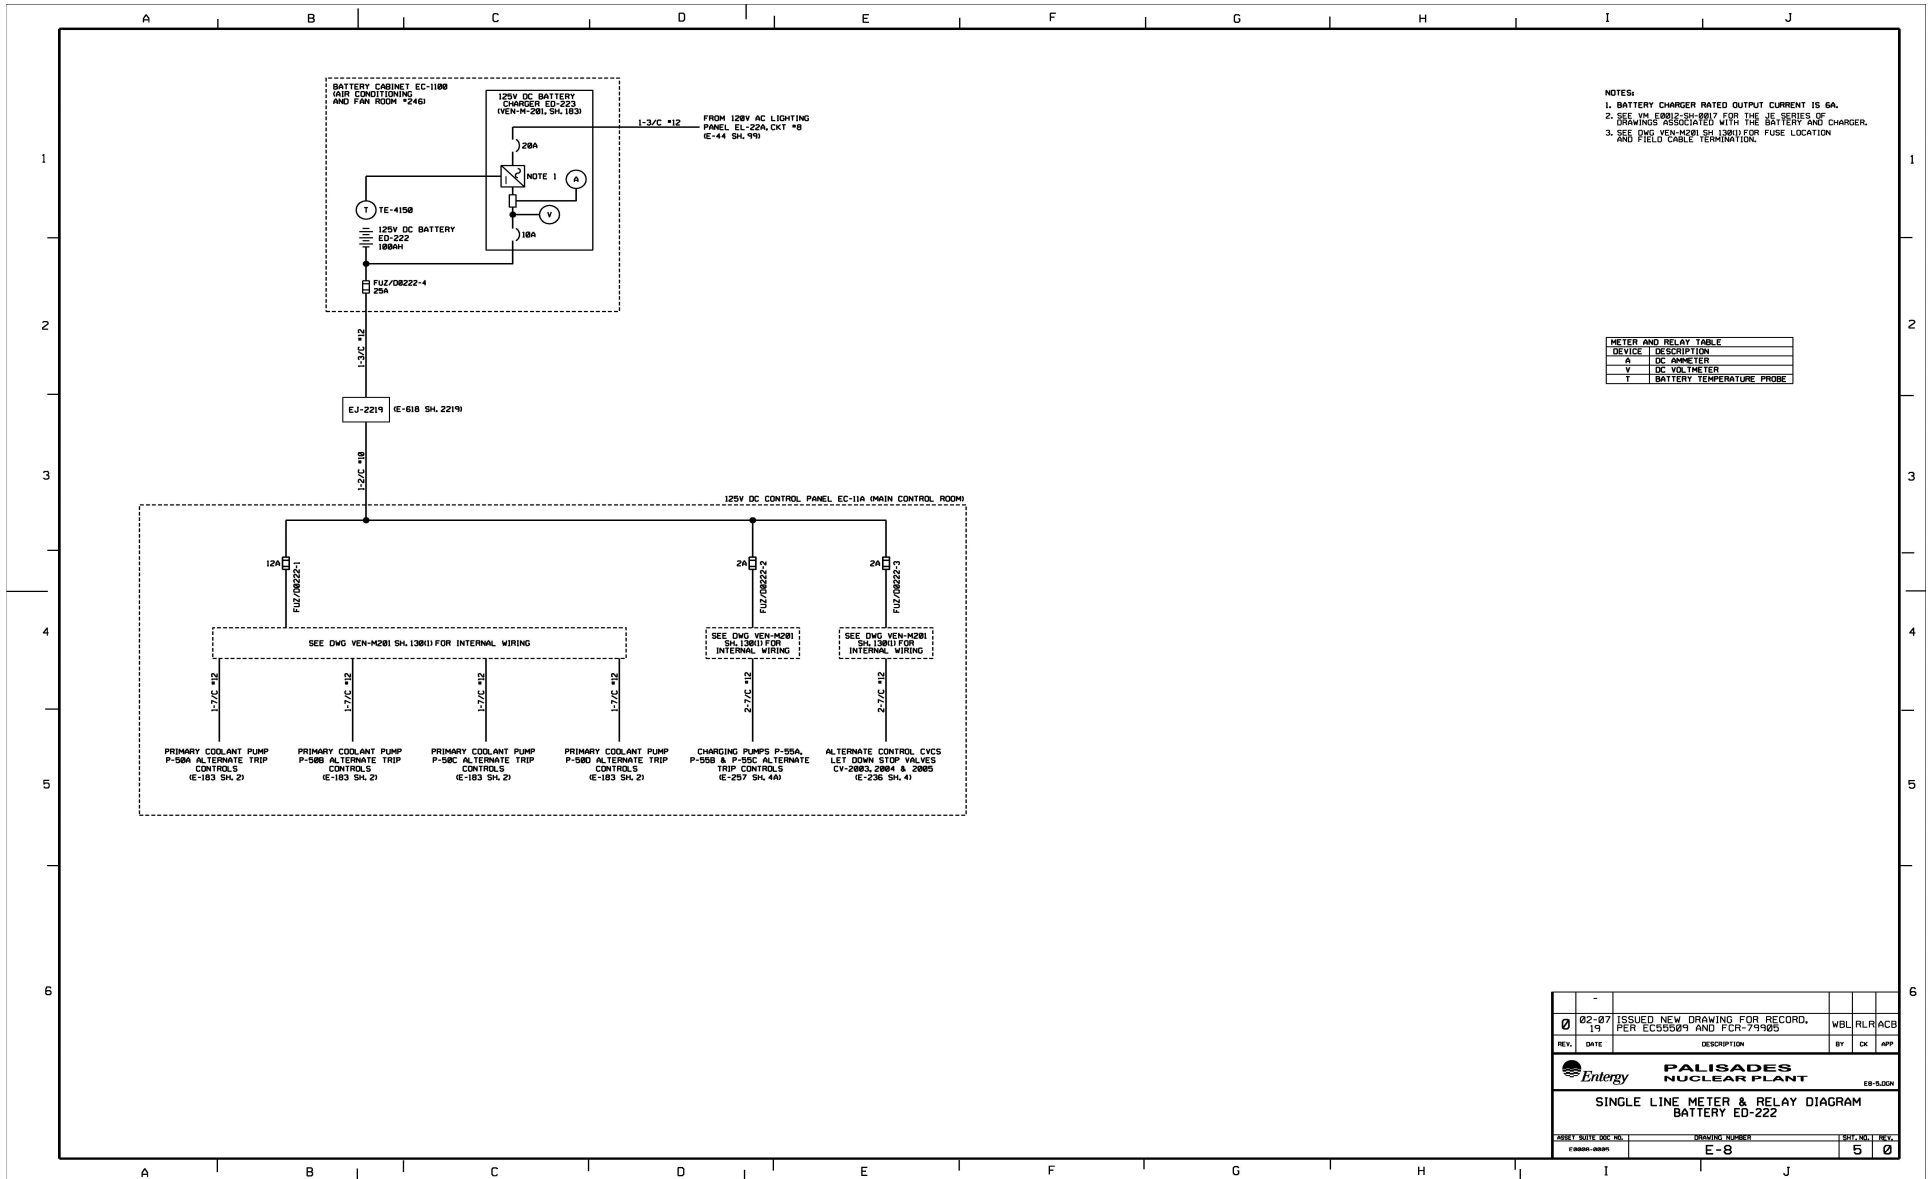 A B C D E F G H I J
BATTERY CABINET EC-1100
(AIR CONDITIONING
AND FAN ROOM #246)
125V DC BATTERY
CHARGER ED-223
(VEN-M-201, SH. 183)
1-3/C #12
FROM 120V AC LIGHTING
PANEL EL-22A, CKT #8
(E-44 SH. 99)
20A
NOTE 1
A
T
TE-4150
V
10A
125V DC BATTERY
ED-222
100AH
FUZ/D0222-4
25A
1-3/C #12
EJ-2219
(E-618 SH. 2219)
1-2/C #10
125V DC CONTROL PANEL EC-11A (MAIN CONTROL ROOM)
12A
FUZ/D0222-1
2A
FUZ/D0222-2
2A
FUZ/D0222-3
SEE DWG VEN-M201 SH. 130(1) FOR INTERNAL WIRING
SEE DWG VEN-M201
SH. 130(1) FOR
INTERNAL WIRING
SEE DWG VEN-M201
SH. 130(1) FOR
INTERNAL WIRING
1-7/C #12
1-7/C #12
1-7/C #12
1-7/C #12
2-7/C #12
2-7/C #12
PRIMARY COOLANT PUMP
P-50A ALTERNATE TRIP
CONTROLS
(E-183 SH. 2)
PRIMARY COOLANT PUMP
P-50B ALTERNATE TRIP
CONTROLS
(E-183 SH. 2)
PRIMARY COOLANT PUMP
P-50C ALTERNATE TRIP
CONTROLS
(E-183 SH. 2)
PRIMARY COOLANT PUMP
P-50D ALTERNATE TRIP
CONTROLS
(E-183 SH. 2)
CHARGING PUMPS P-55A,
P-55B & P-55C ALTERNATE
TRIP CONTROLS
(E-257 SH. 4A)
ALTERNATE CONTROL CVCS
LET DOWN STOP VALVES
CV-2003, 2004 & 2005
(E-236 SH. 4)
NOTES:
1. BATTERY CHARGER RATED OUTPUT CURRENT IS 6A.
2. SEE VM E0012-SH-0017 FOR THE JE SERIES OF
DRAWINGS ASSOCIATED WITH THE BATTERY AND CHARGER.
3. SEE DWG VEN-M201 SH 130(1) FOR FUSE LOCATION
AND FIELD CABLE TERMINATION.
METER AND RELAY TABLE
DEVICE DESCRIPTION
A DC AMMETER
V DC VOLTMETER
T BATTERY TEMPERATURE PROBE
1 1
2 2
3 3
4 4
5 5
6 6
-
0 02-07 19 ISSUED NEW DRAWING FOR RECORD, WBL RLR ACB
PER EC55509 AND FCR-79905
REV. DATE DESCRIPTION BY CK APP
Entergy
PALISADES
NUCLEAR PLANT
E8-5.DGN
SINGLE LINE METER & RELAY DIAGRAM
BATTERY ED-222
ASSET SUITE DOC NO. DRAWING NUMBER SHT. NO. REV.
E0008-0005 E-8 5 0
A B C D E F G H I J